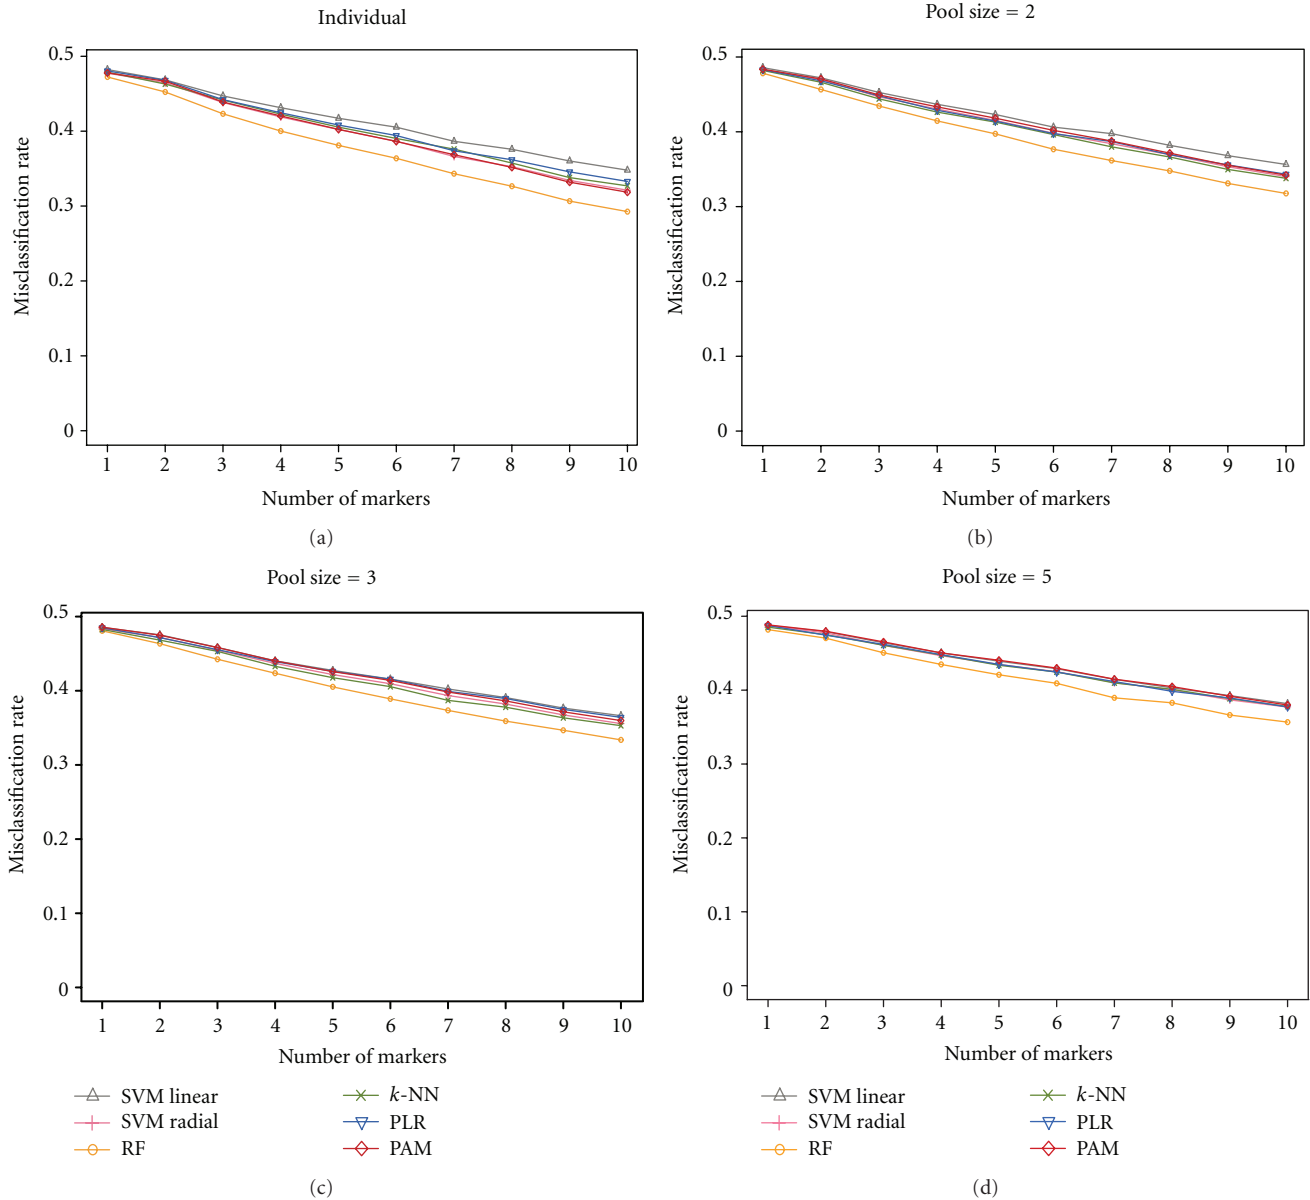 Individual
0.5
0.4
0.3
0.2
0.1
0
Misclassification rate
1 2 3 4 5 6 7 8 9 10
Number of markers
(a)
Pool size = 2
0.5
0.4
0.3
0.2
0.1
0
Misclassification rate
1 2 3 4 5 6 7 8 9 10
Number of markers
(b)
Pool size = 3
0.5
0.4
0.3
0.2
0.1
0
Misclassification rate
1 2 3 4 5 6 7 8 9 10
Number of markers
SVM linear
SVM radial
RF
k-NN
PLR
PAM
(c)
Pool size = 5
0.5
0.4
0.3
0.2
0.1
0
Misclassification rate
1 2 3 4 5 6 7 8 9 10
Number of markers
SVM linear
SVM radial
RF
k-NN
PLR
PAM
(d)